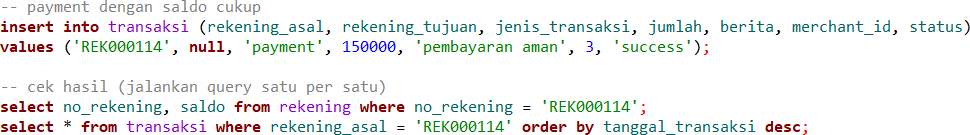 -- payment dengan saldo cukup
insert into transaksi (rekening_asal, rekening_tujuan, jenis_transaksi, jumlah, berita, merchant_id, status)
values ('REK000114', null, 'payment', 150000, 'pembayaran aman', 3, 'success');
-- cek hasil (jalankan query satu per satu)
select no_rekening, saldo from rekening where no_rekening = 'REK000114';
select * from transaksi where rekening_asal = 'REK000114' order by tanggal_transaksi desc;